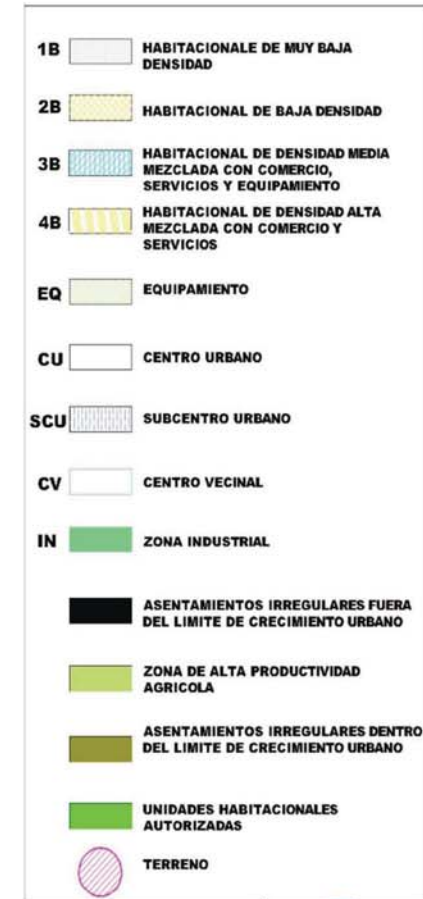 1B HABITACIONALE DE MUY BAJA
DENSIDAD
2B HABITACIONAL DE BAJA DENSIDAD
3B HABITACIONAL DE DENSIDAD MEDIA
MEZCLADA CON COMERCIO,
SERVICIOS Y EQUIPAMIENTO
4B HABITACIONAL DE DENSIDAD ALTA
MEZCLADA CON COMERCIO Y
SERVICIOS
EQ EQUIPAMIENTO
CU CENTRO URBANO
SCU SUBCENTRO URBANO
CV CENTRO VECINAL
IN ZONA INDUSTRIAL
ASENTAMIENTOS IRREGULARES FUERA
DEL LIMITE DE CRECIMIENTO URBANO
ZONA DE ALTA PRODUCTIVIDAD
AGRICOLA
ASENTAMIENTOS IRREGULARES DENTRO
DEL LIMITE DE CRECIMIENTO URBANO
UNIDADES HABITACIONALES
AUTORIZADAS
TERRENO